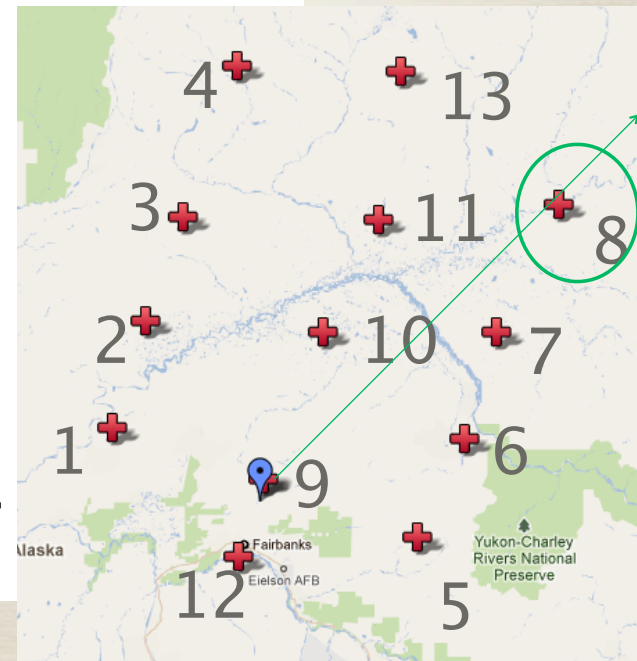 4
13
3
11
8
2
10
7
1
6
9
Alaska
Fairbanks
Yukon-Charley
Rivers National
Preserve
Eielson AFB
12
5